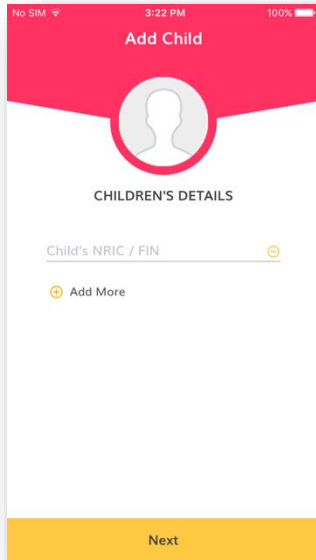 No SIM 3:22 PM 100%
Add Child
CHILDREN'S DETAILS
Child's NRIC / FIN
Add More
Next